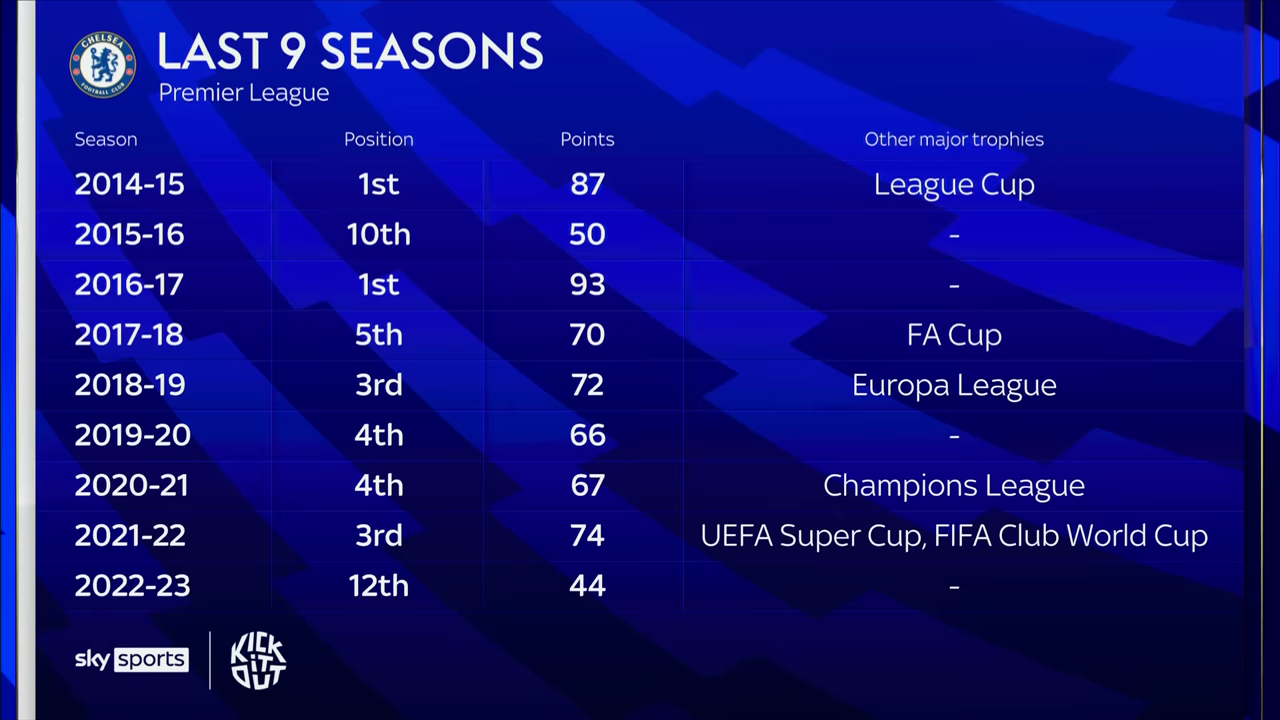 CHELSEA
FOOTBALL CLUB
LAST 9 SEASONS
Premier League
Season Position Points Other major trophies
2014-15 1st 87 League Cup
2015-16 10th 50 -
2016-17 1st 93 -
2017-18 5th 70 FA Cup
2018-19 3rd 72 Europa League
2019-20 4th 66 -
2020-21 4th 67 Champions League
2021-22 3rd 74 UEFA Super Cup, FIFA Club World Cup
2022-23 12th 44 -
sky sports
KICK
IT
OUT